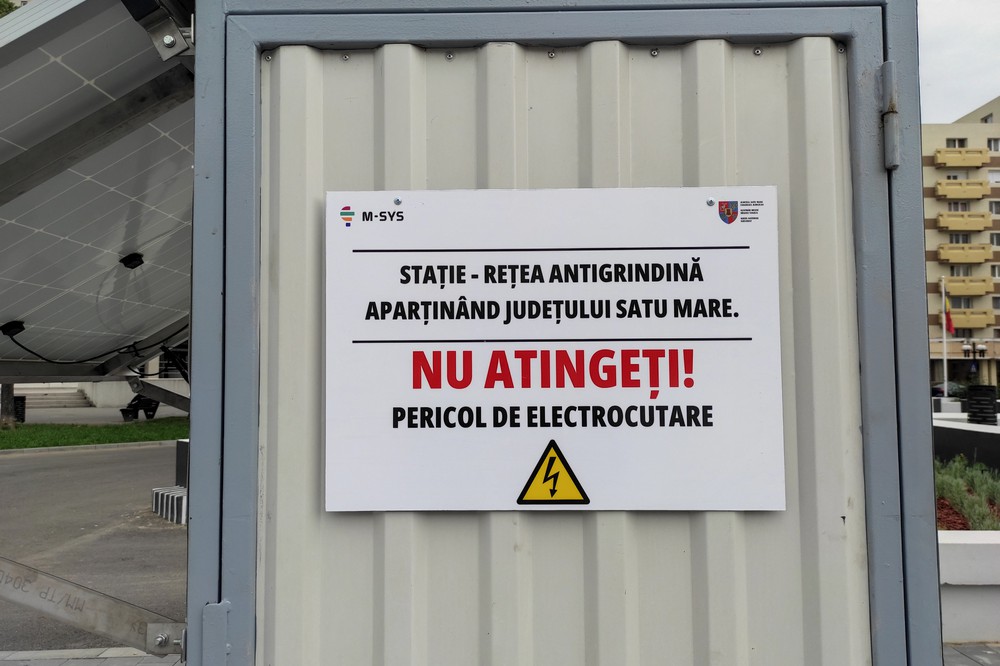 M-SYS
STAȚIE - REȚEA ANTIGRINDINĂ
APARȚINÂND JUDEȚULUI SATU MARE.
NU ATINGEȚI!
PERICOL DE ELECTROCUTARE